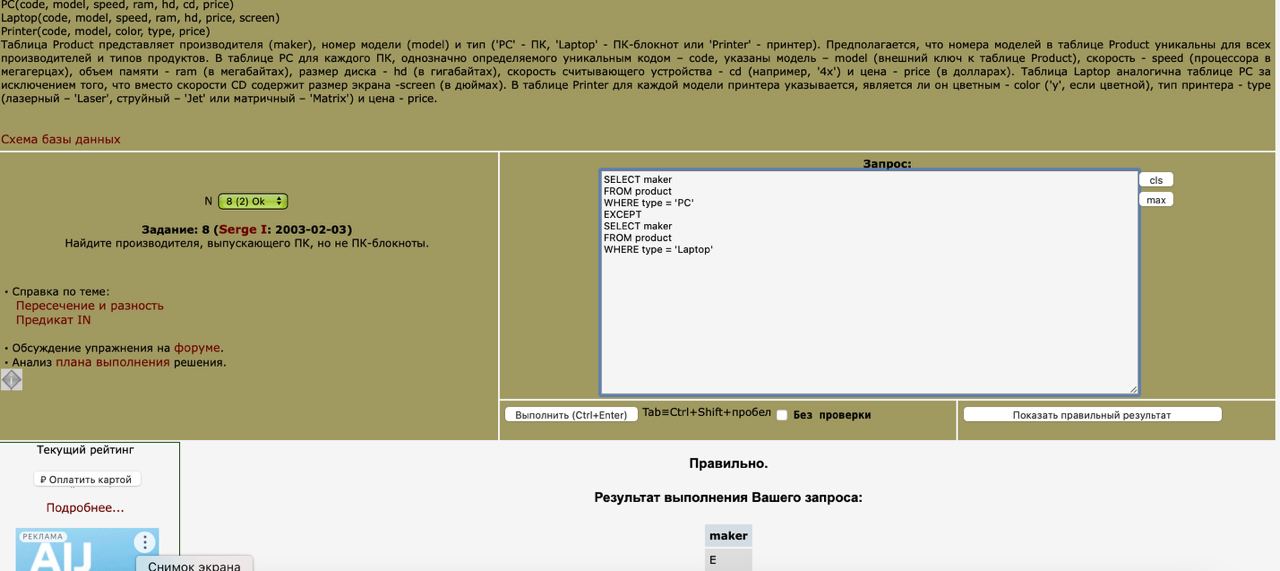 PC(code, model, speed, ram, hd, cd, price)
Laptop(code, model, speed, ram, hd, price, screen)
Printer(code, model, color, type, price)
Таблица Product представляет производителя (maker), номер модели (model) и тип ('PC' - ПК, 'Laptop' - ПК-блокнот или 'Printer' - принтер). Предполагается, что номера моделей в таблице Product уникальны для всех
производителей и типов продуктов. В таблице PC для каждого ПК, однозначно определяемого уникальным кодом – code, указаны модель – model (внешний ключ к таблице Product), скорость - speed (процессора в
мегагерцах), объем памяти - ram (в мегабайтах), размер диска - hd (в гигабайтах), скорость считывающего устройства - cd (например, '4x') и цена - price (в долларах). Таблица Laptop аналогична таблице РС за
исключением того, что вместо скорости CD содержит размер экрана -screen (в дюймах). В таблице Printer для каждой модели принтера указывается, является ли он цветным - color ('y', если цветной), тип принтера - type
(лазерный – 'Laser', струйный – 'Jet' или матричный – 'Matrix') и цена - price.
Схема базы данных
Запрос:
N 8 (2) Ok
Задание: 8 (Serge I: 2003-02-03)
Найдите производителя, выпускающего ПК, но не ПК-блокноты.
• Справка по теме:
Пересечение и разность
Предикат IN
• Обсуждение упражнения на форуме.
• Анализ плана выполнения решения.
SELECT maker
FROM product
WHERE type = 'PC'
EXCEPT
SELECT maker
FROM product
WHERE type = 'Laptop'
cls
max
Выполнить (Ctrl+Enter) Tab≡Ctrl+Shift+пробел Без проверки
Показать правильный результат
Текущий рейтинг
₽ Оплатить картой
Подробнее...
РЕКЛАМА
AIJ
Снимок экрана
Правильно.
Результат выполнения Вашего запроса:
maker
E